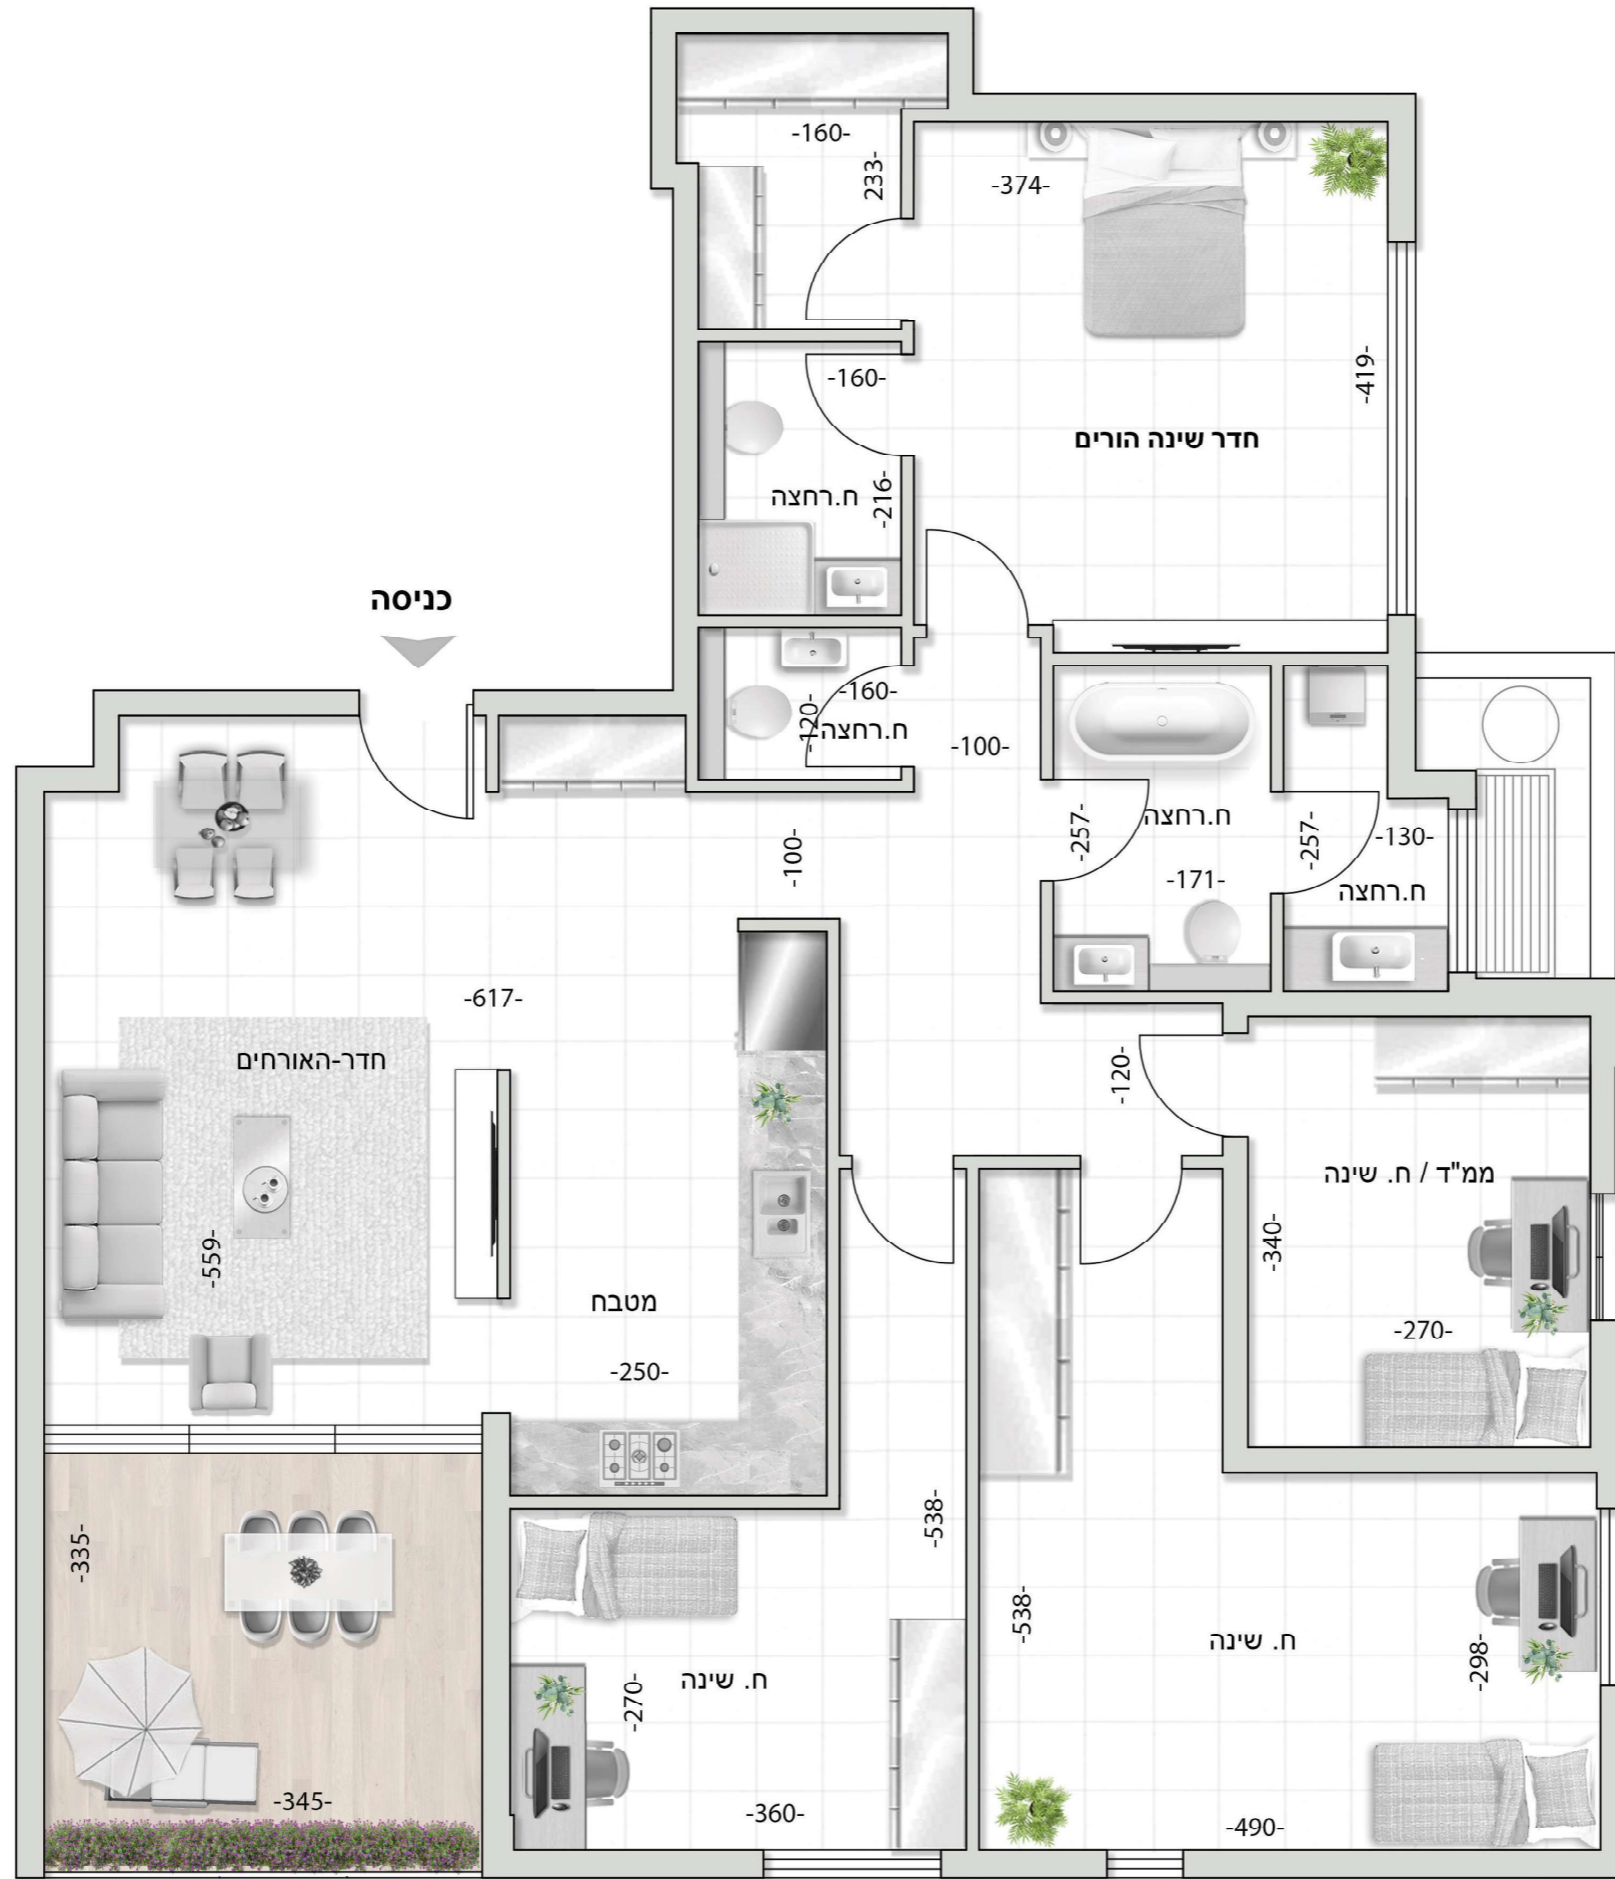 -160-
-233-
-374-
-160-
-419-
חדר שינה הורים
ח.רחצה
-216-
כניסה
-160-
-120-
ח.רחצה
-100-
-100-
ח.רחצה
-257-
-171-
-257-
-130-
ח.רחצה
-617-
חדר-האורחים
-120-
ממ"ד / ח. שינה
-340-
-559-
מטבח
-270-
-250-
-335-
-538-
-538-
ח. שינה
-298-
ח. שינה
-270-
-345-
-360-
-490-